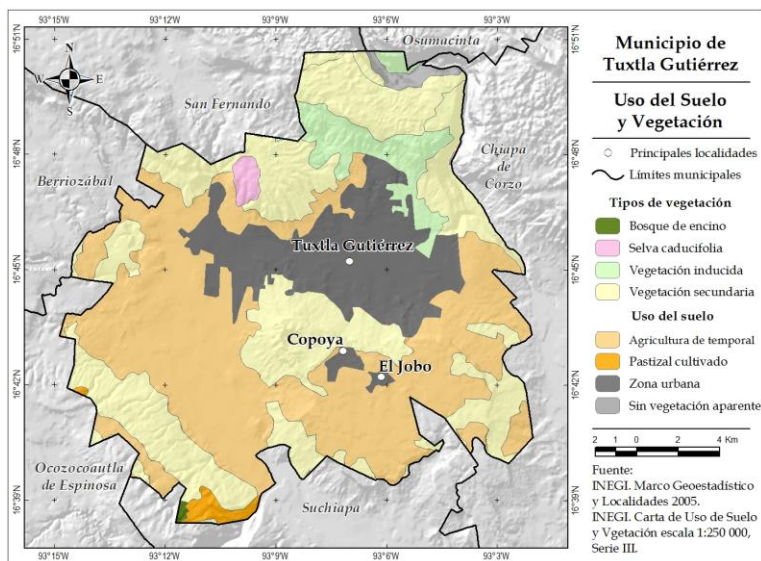 93°15'W
93°12'W
93°9'W
93°6'W
93°3'W
16°51'N
16°51'N
Osumacinta
N
W
E
S
San Fernando
16°48'N
16°48'N
Chiapa
de
Corzo
Berriozábal
Tuxtla Gutiérrez
16°45'N
16°45'N
Copoya
El Jobo
16°42'N
16°42'N
Ocozocoautla
de Espinosa
Suchiapa
16°39'N
16°39'N
93°15'W
93°12'W
93°9'W
93°6'W
93°3'W
Municipio de
Tuxtla Gutiérrez
Uso del Suelo
y Vegetación
Principales localidades
Límites municipales
Tipos de vegetación
Bosque de encino
Selva caducifolia
Vegetación inducida
Vegetación secundaria
Uso del suelo
Agricultura de temporal
Pastizal cultivado
Zona urbana
Sin vegetación aparente
2 1 0 2 4 Km
Fuente:
INEGI. Marco Geoestadístico
y Localidades 2005.
INEGI. Carta de Uso de Suelo
y Vgetación escala 1:250 000,
Serie III.